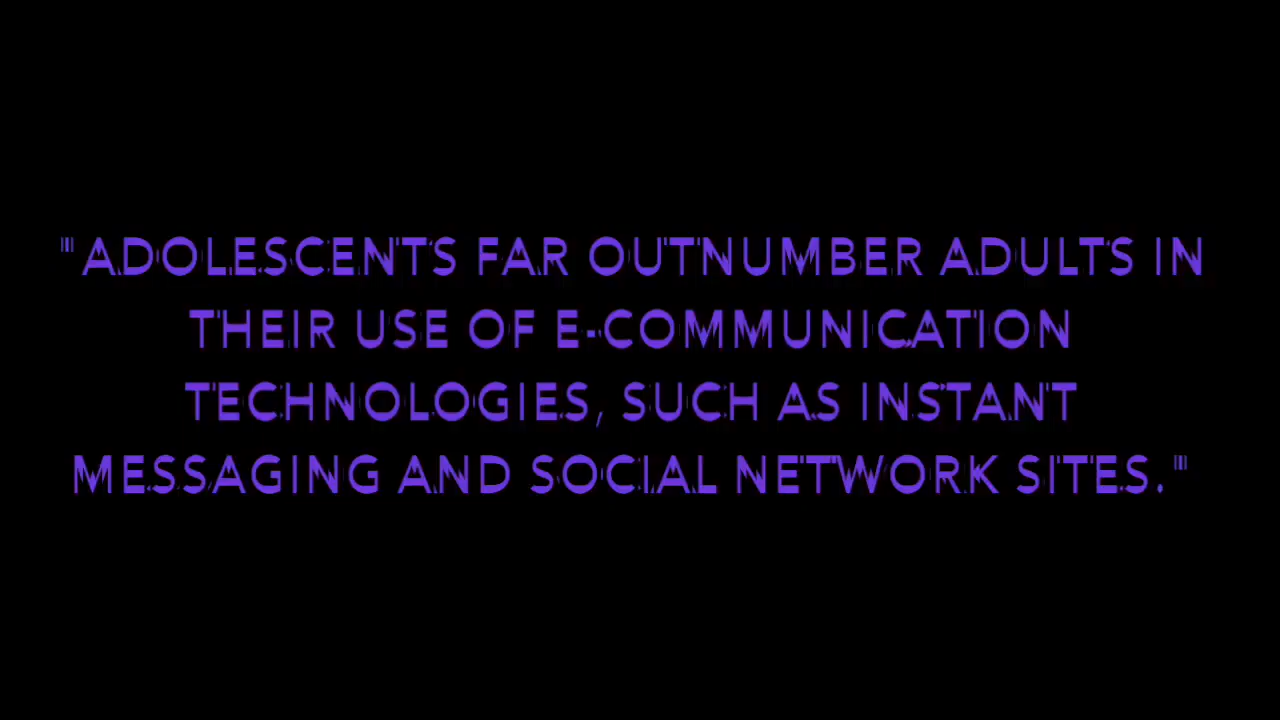 "ADOLESCENTS FAR OUTNUMBER ADULTS IN
THEIR USE OF E-COMMUNICATION
TECHNOLOGIES, SUCH AS INSTANT
MESSAGING AND SOCIAL NETWORK SITES."